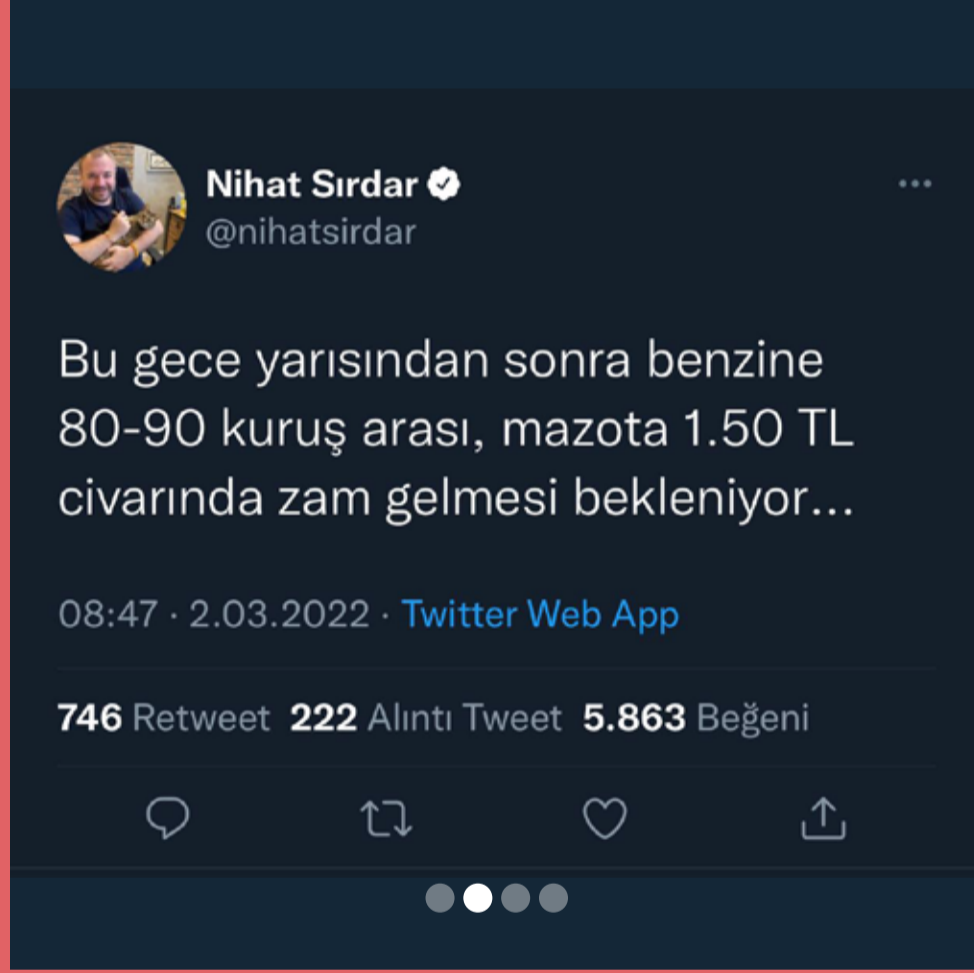 Nihat Sırdar
@nihatsirdar
Bu gece yarısından sonra benzine
80-90 kuruş arası, mazota 1.50 TL
civarında zam gelmesi bekleniyor...
08:47 · 2.03.2022 · Twitter Web App
746 Retweet 222 Alıntı Tweet 5.863 Beğeni